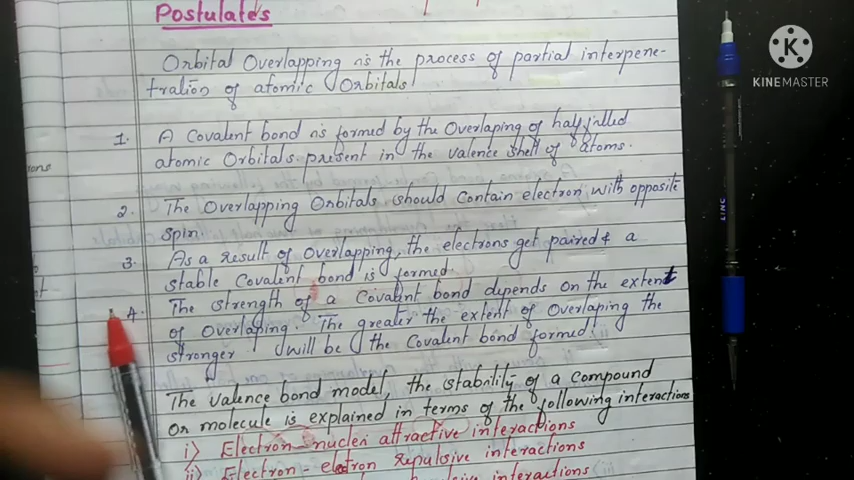 Postulates
Orbital Overlapping is the process of partial interpene-
tration of atomic Orbitals
1. A Covalent bond is formed by the Overlaping of half filled
atomic Orbitals present in the valence shell of atoms.
2. The Overlapping Orbitals should contain electron with opposite
spin.
3. As a result of Overlapping, the electrons get paired & a
stable Covalent bond is formed.
4. The strength of a Covalent bond depends on the extent
of Overlaping. The greater the extent of Overlaping the
stronger will be the Covalent bond formed.
The valence bond model, the stability of a compound
or molecule is explained in terms of the following interactions
i) Electron - nuclei attractive interactions
ii) Electron - electron repulsive interactions
interactions
rons
K
KINEMASTER
LINC